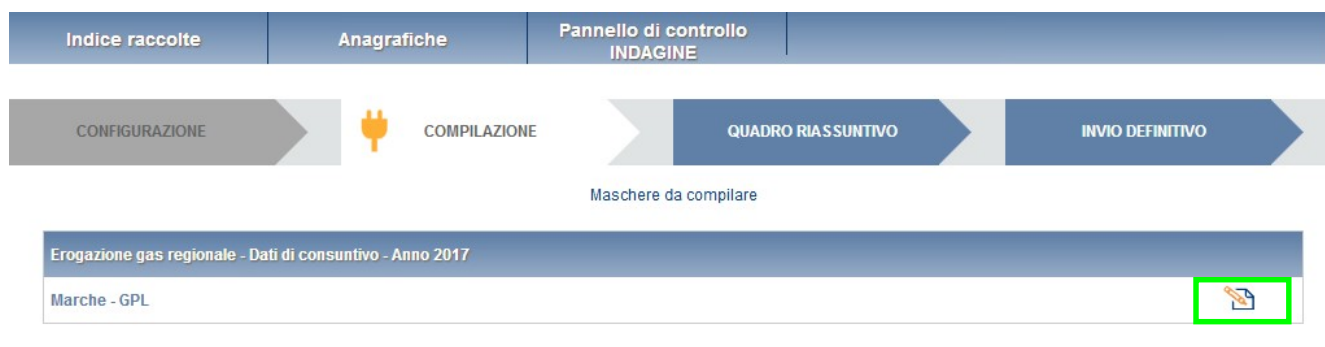 Indice raccolte
Anagrafiche
Pannello di controllo
INDAGINE
CONFIGURAZIONE
COMPILAZIONE
QUADRO RIASSUNTIVO
INVIO DEFINITIVO
Maschere da compilare
Erogazione gas regionale - Dati di consuntivo - Anno 2017
Marche - GPL